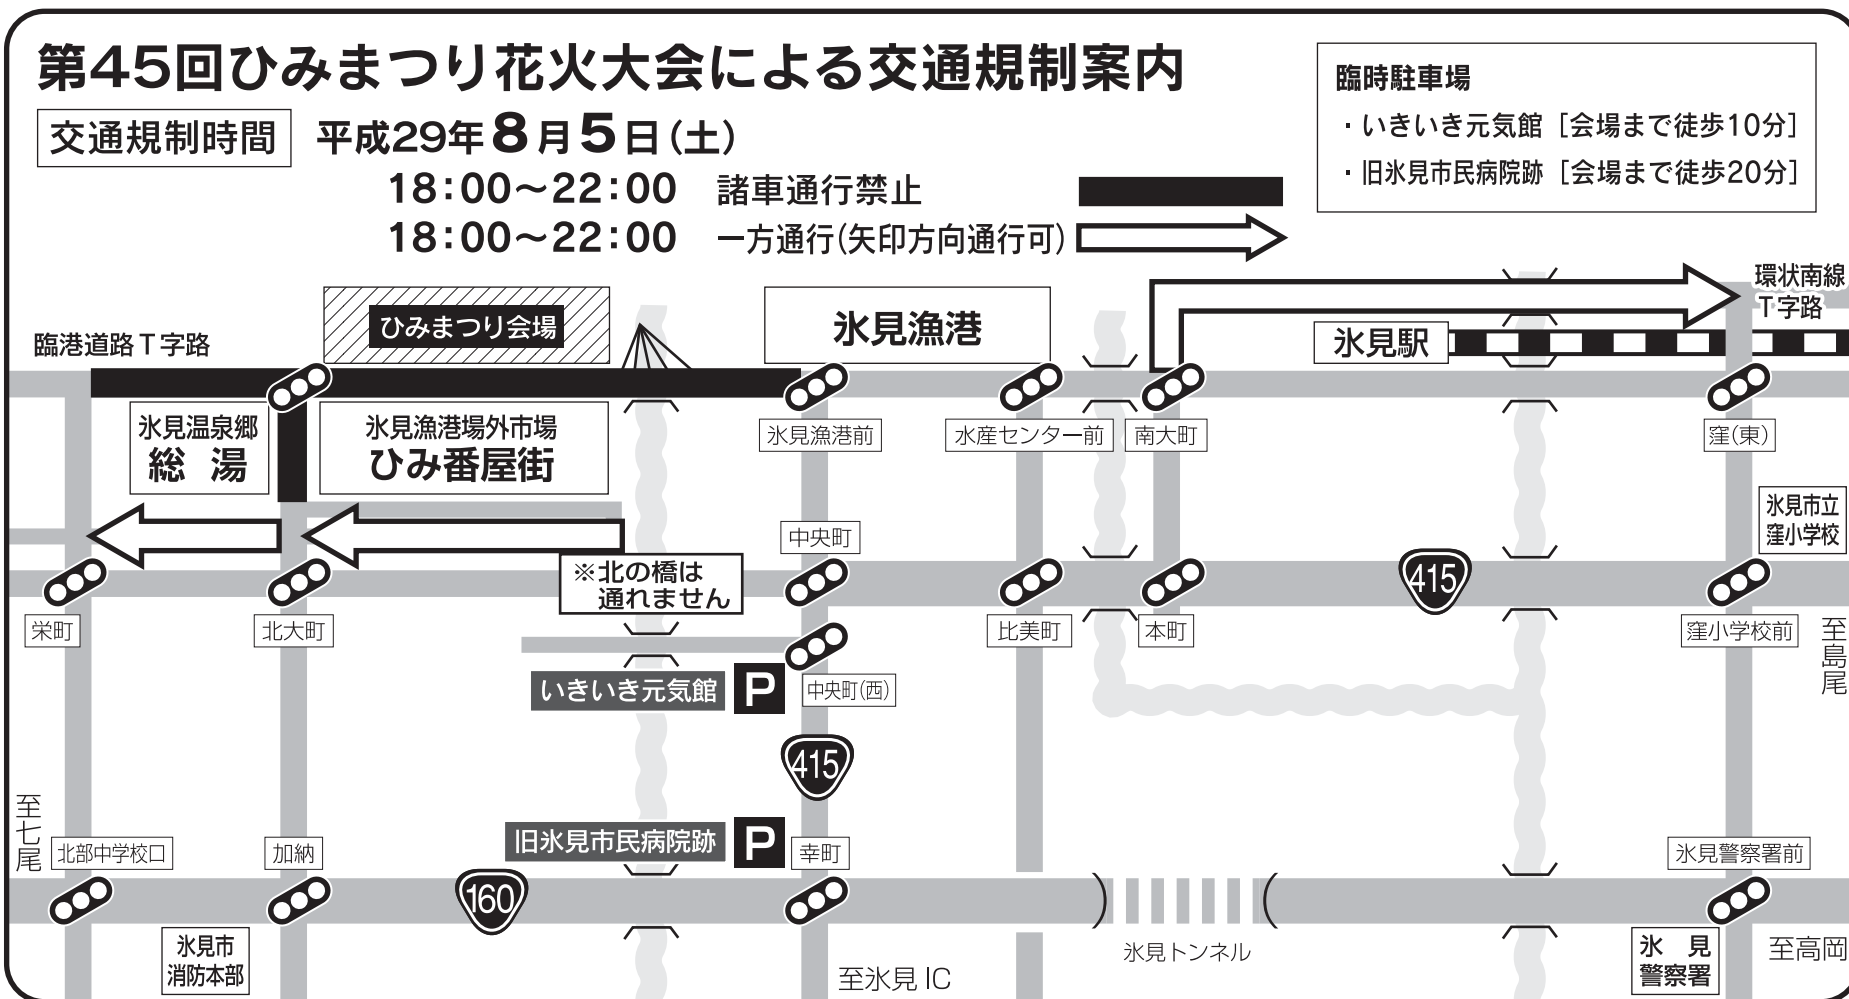 第45回ひみまつり花火大会による交通規制案内
交通規制時間 平成29年8月5日(土)
18:00～22:00 諸車通行禁止
18:00～22:00 一方通行(矢印方向通行可)
臨時駐車場
・いきいき元気館［会場まで徒歩10分］
・旧氷見市民病院跡［会場まで徒歩20分］
環状南線
T字路
ひみまつり会場
氷見漁港
氷見駅
臨港道路T字路
氷見温泉郷
総 湯
氷見漁港場外市場
ひみ番屋街
氷見漁港前
水産センター前
南大町
窪(東)
氷見市立
窪小学校
中央町
※北の橋は
通れません
415
栄町
北大町
比美町
本町
窪小学校前
至島尾
いきいき元気館
P
中央町(西)
415
至七尾
北部中学校口
加納
旧氷見市民病院跡
P
幸町
氷見警察署前
160
氷見市
消防本部
氷見トンネル
至氷見IC
氷 見
警察署
至高岡